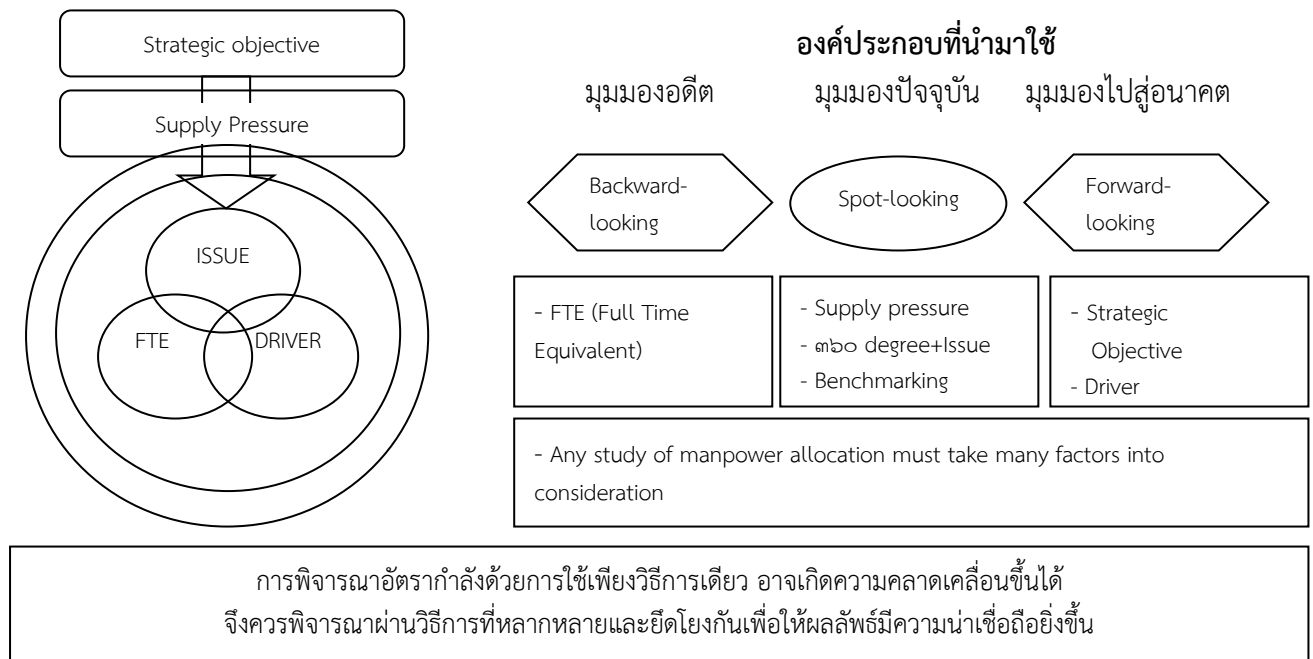 Strategic objective
Supply Pressure
ISSUE
FTE
DRIVER
องค์ประกอบที่นำมาใช้
มุมมองอดีต
มุมมองปัจจุบัน
มุมมองไปสู่อนาคต
Backward-
looking
Spot-looking
Forward-
looking
- FTE (Full Time
Equivalent)
- Supply pressure
- ๓๖๐ degree+Issue
- Benchmarking
- Strategic
Objective
- Driver
- Any study of manpower allocation must take many factors into
consideration
การพิจารณาอัตรากำลังด้วยการใช้เพียงวิธีการเดียว อาจเกิดความคลาดเคลื่อนขึ้นได้
จึงควรพิจารณาผ่านวิธีการที่หลากหลายและยึดโยงกันเพื่อให้ผลลัพธ์มีความน่าเชื่อถือยิ่งขึ้น